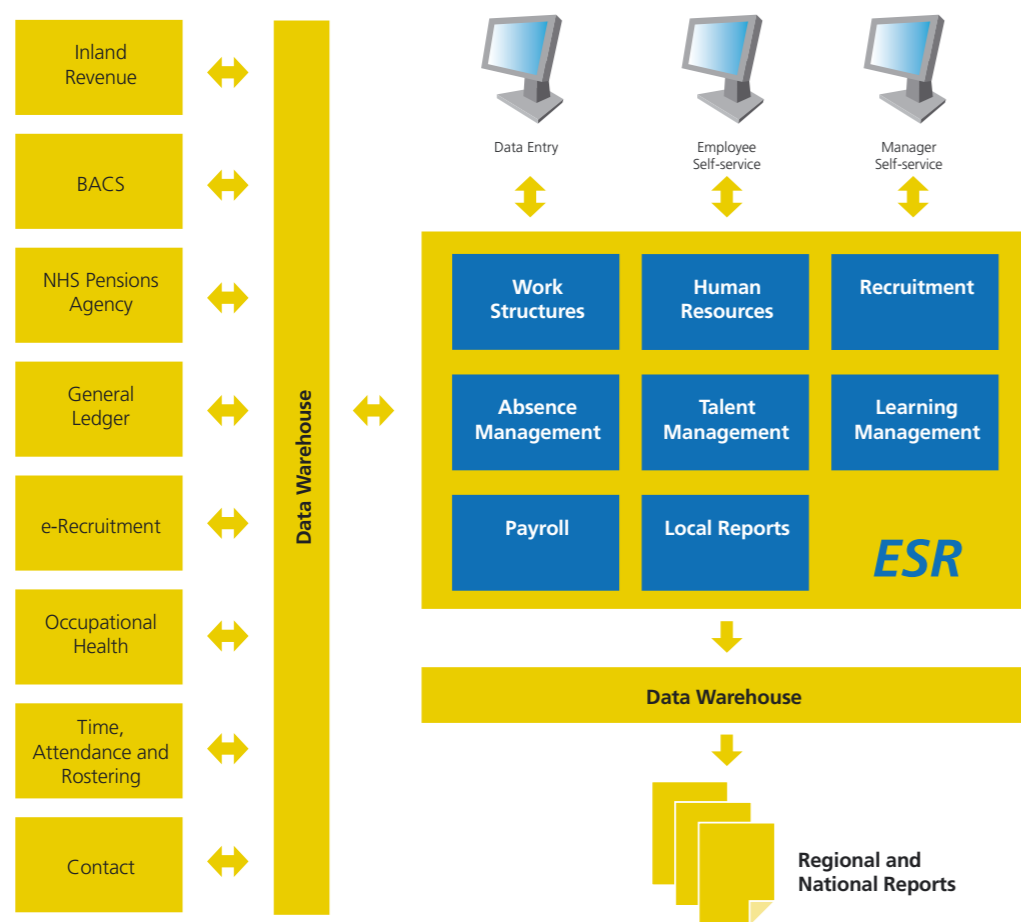 Inland
Revenue
BACS
NHS Pensions
Agency
General
Ledger
e-Recruitment
Occupational
Health
Time,
Attendance and
Rostering
Contact
Data Warehouse
Data Entry
Employee
Self-service
Manager
Self-service
Work
Structures
Human
Resources
Recruitment
Absence
Management
Talent
Management
Learning
Management
Payroll
Local Reports
ESR
Data Warehouse
Regional and
National Reports